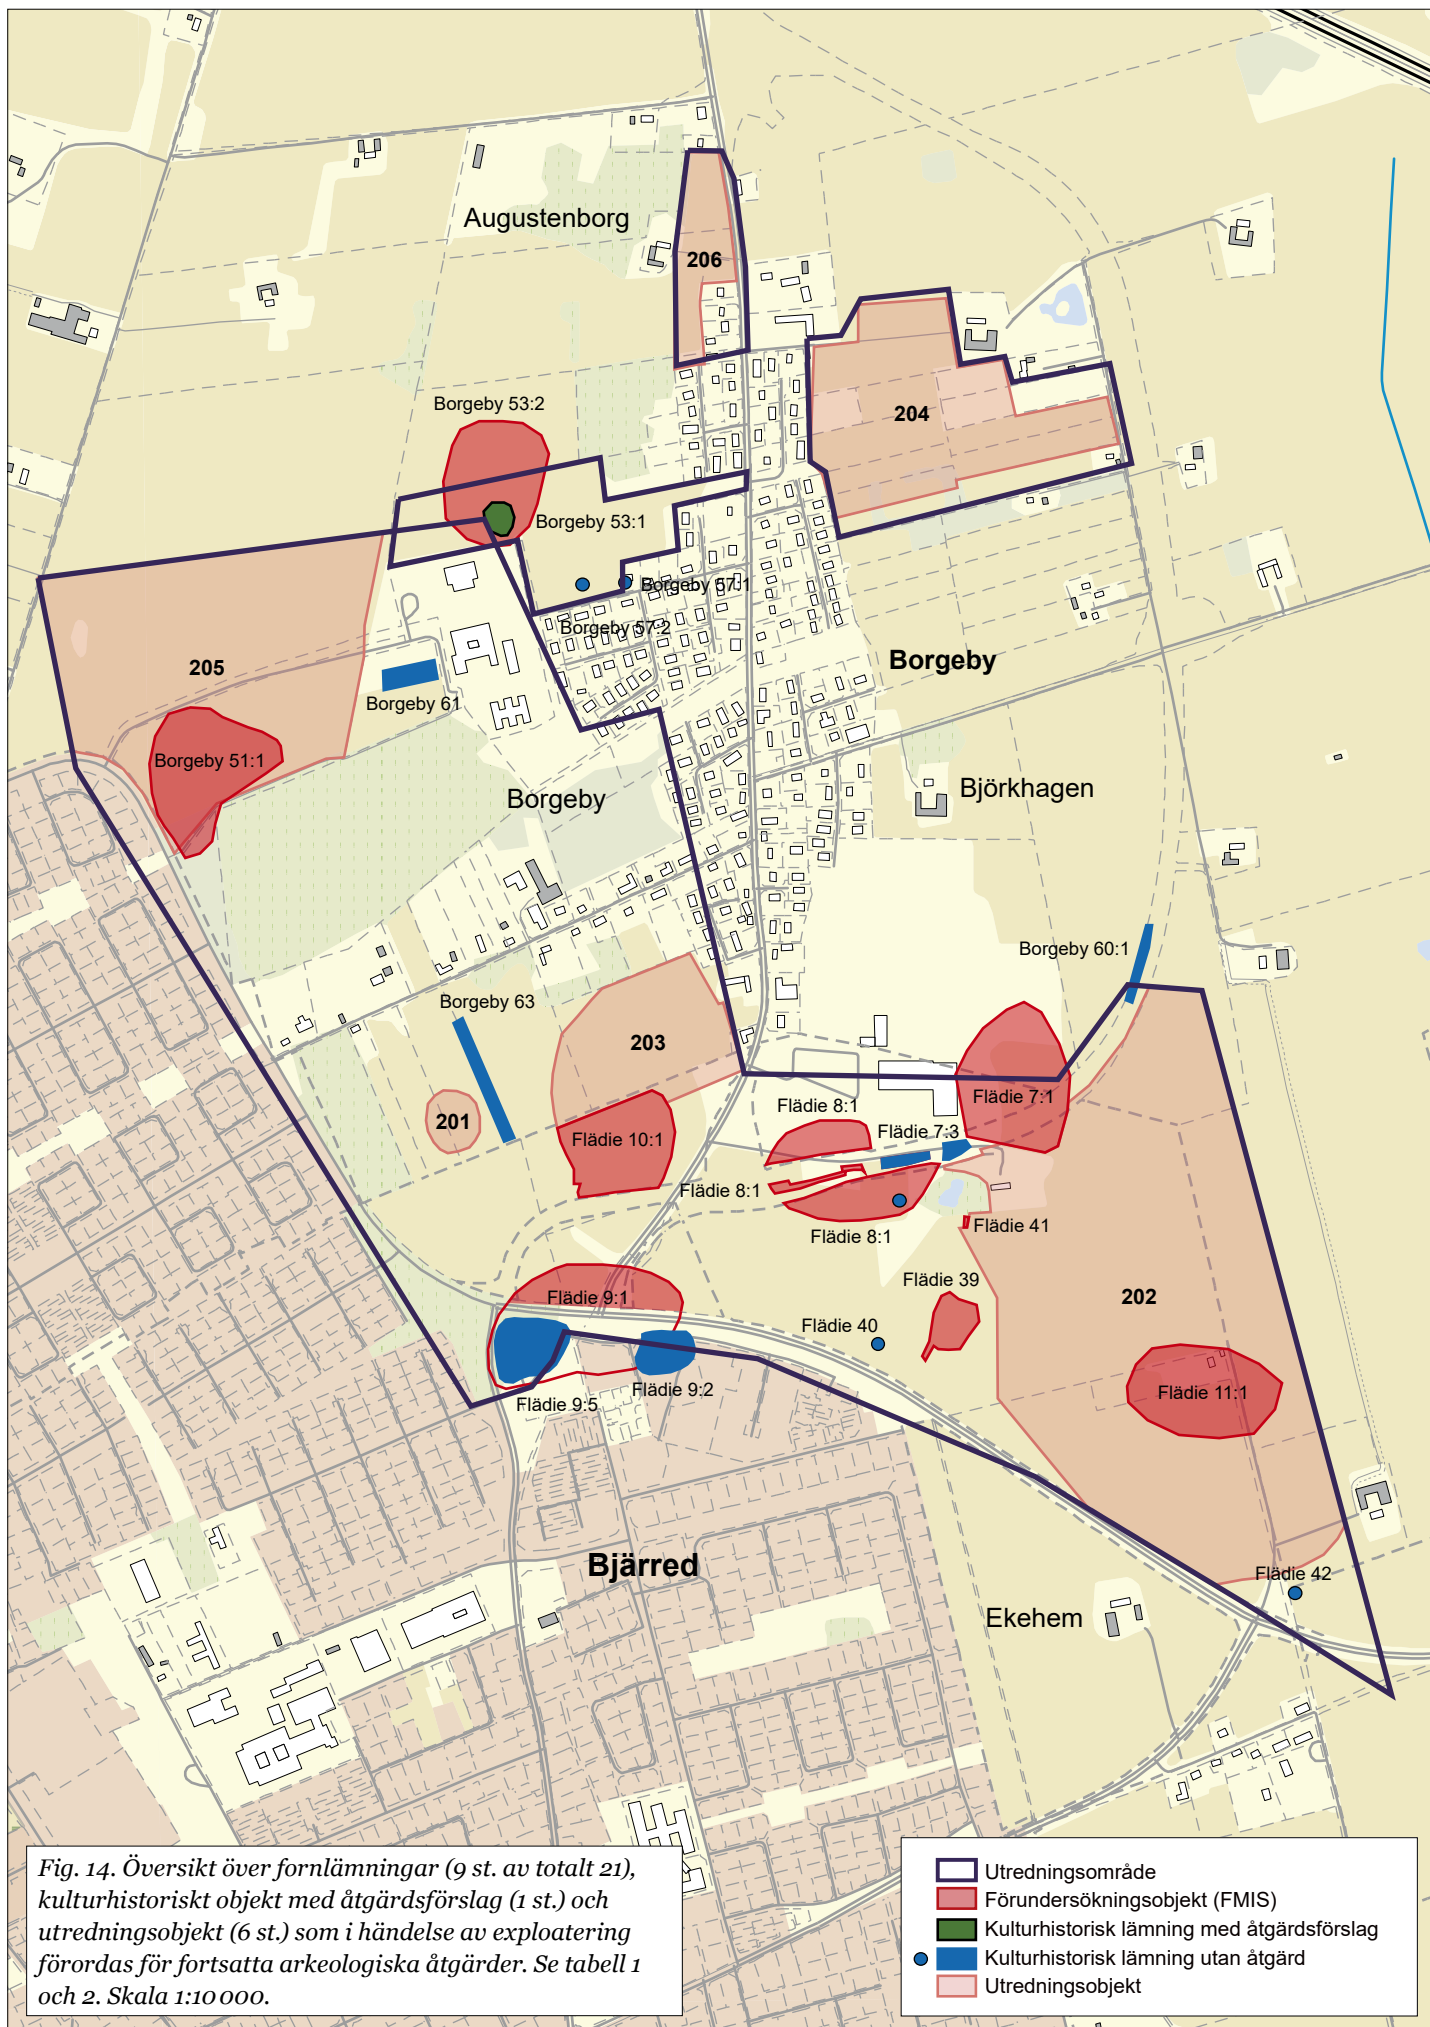 Augustenborg
206
204
Borgeby 53:2
Borgeby 53:1
Borgeby 57:1
Borgeby 57:2
205
Borgeby
Borgeby 61
Borgeby 51:1
Björkhagen
Borgeby
Borgeby 60:1
Borgeby 63
203
201
Flädie 7:1
Flädie 8:1
Flädie 7:3
Flädie 10:1
Flädie 8:1
Flädie 41
Flädie 8:1
Flädie 39
Flädie 9:1
202
Flädie 40
Flädie 9:2
Flädie 11:1
Flädie 9:5
Bjärred
Flädie 42
Ekehem
Fig. 14. Översikt över fornlämningar (9 st. av totalt 21),
kulturhistoriskt objekt med åtgärdsförslag (1 st.) och
utredningsobjekt (6 st.) som i händelse av exploatering
förordas för fortsatta arkeologiska åtgärder. Se tabell 1
och 2. Skala 1:10 000.
Utredningsområde
Förundersökningsobjekt (FMIS)
Kulturhistorisk lämning med åtgärdsförslag
Kulturhistorisk lämning utan åtgärd
Utredningsobjekt